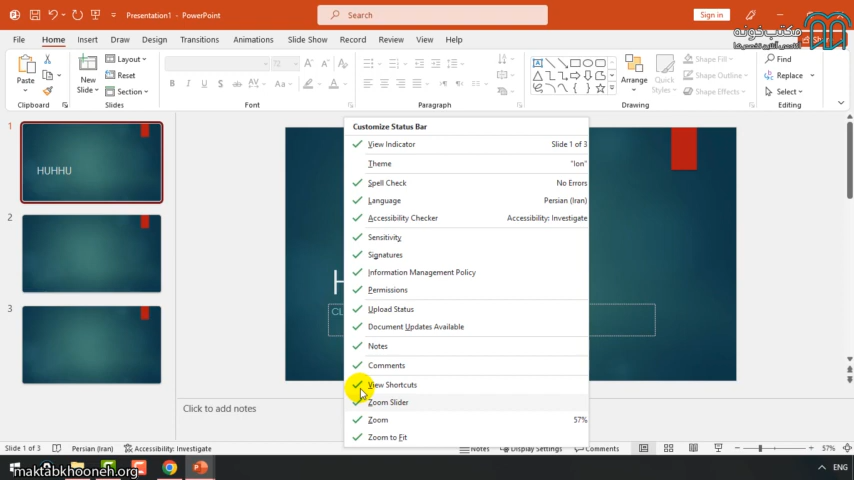 Presentation1 - PowerPoint
Search
Sign in
File Home Insert Draw Design Transitions Animations Slide Show Record Review View Help
مکتب‌خونه
Paste
Clipboard
New Slide
Layout
Reset
Section
Slides
Font
Paragraph
Arrange
Quick Styles
Shape Fill
Shape Outline
Shape Effects
Drawing
Find
Replace
Select
Editing
1
HUHHU
2
3
H
Customize Status Bar
View Indicator Slide 1 of 3
Theme "Ion"
Spell Check No Errors
Language Persian (Iran)
Accessibility Checker Accessibility: Investigate
Sensitivity
Signatures
Information Management Policy
Permissions
Upload Status
Document Updates Available
Notes
Comments
View Shortcuts
Zoom Slider
Zoom 57%
Zoom to Fit
Click to add notes
Slide 1 of 3 Persian (Iran) Accessibility: Investigate Notes Display Settings Comments 57%
maktabkhooneh.org
ENG